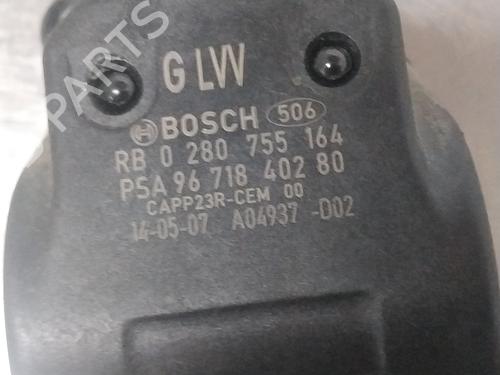 G LVV
BOSCH 506
RB 0 280 755 164
PSA 96 718 402 80
CAPP23R-CEM 00
14-05-07 A04937 -D02
PARTS